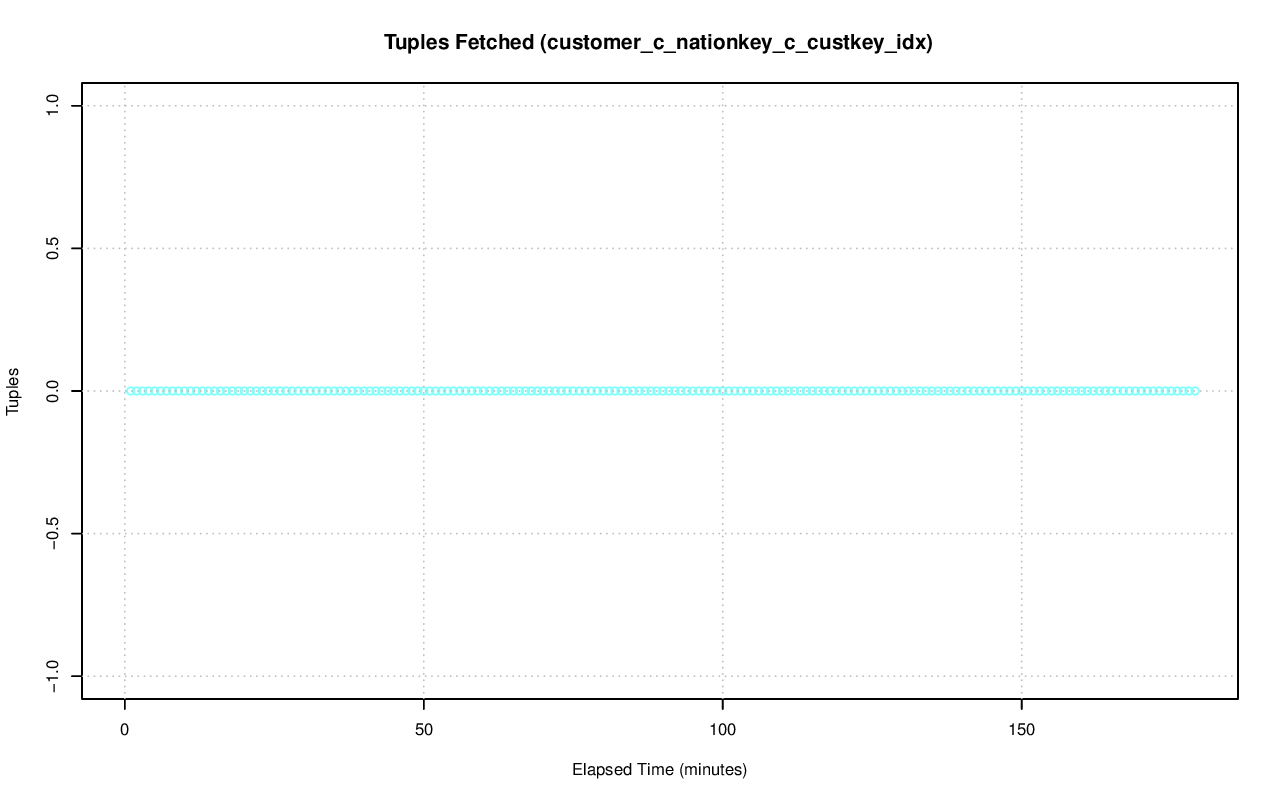 Tuples Fetched (customer_c_nationkey_c_custkey_idx)
1.0
0.5
0.0
−0.5
−1.0
Tuples
0 50 100 150
Elapsed Time (minutes)